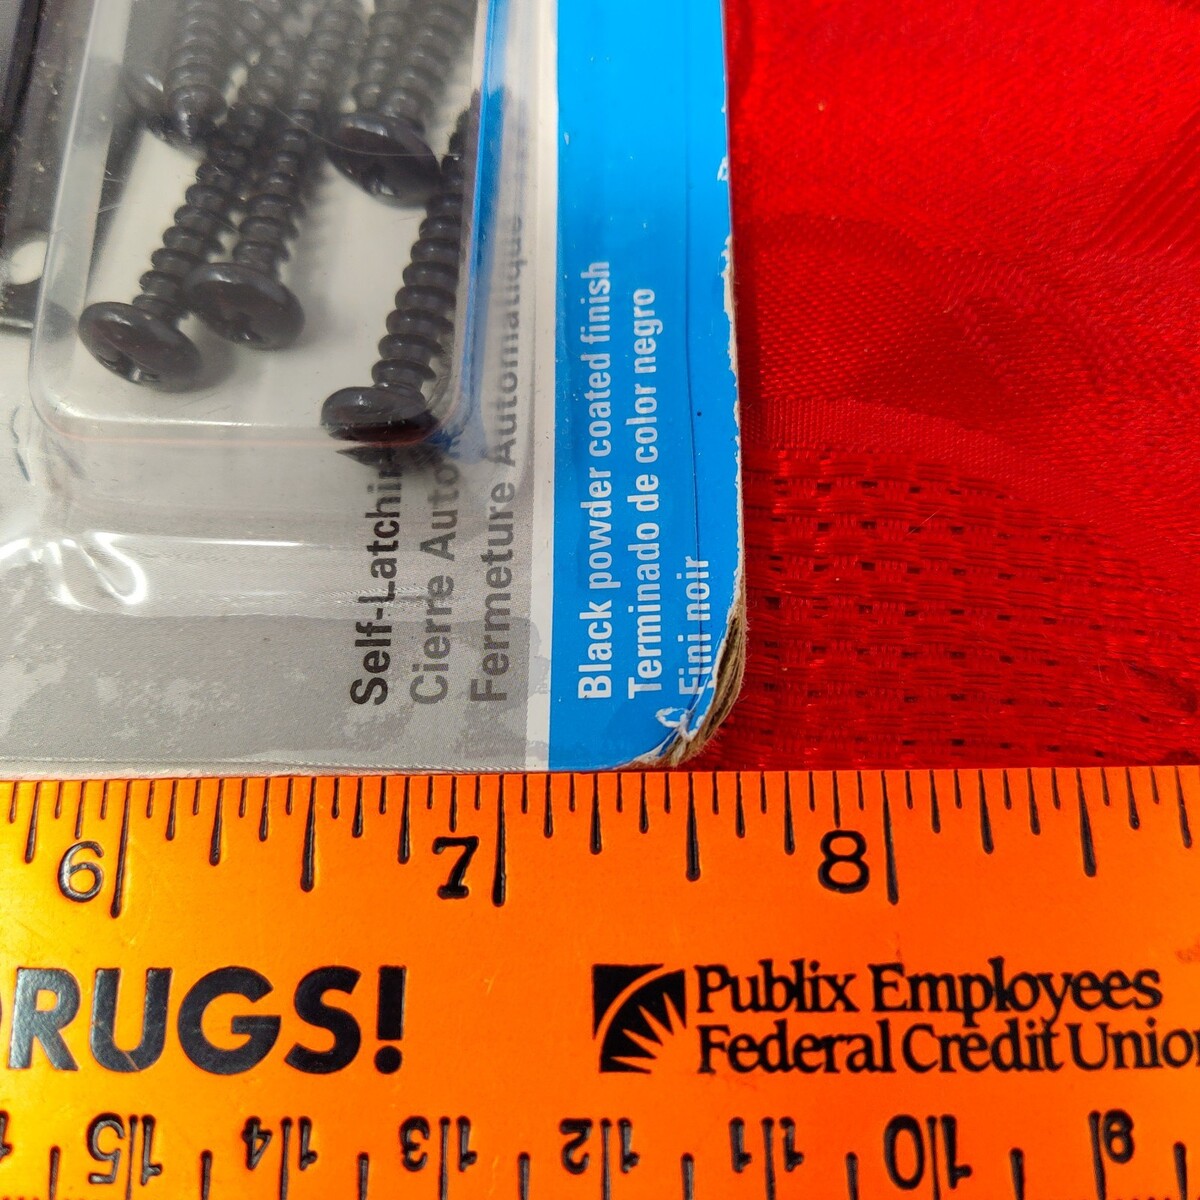 Self-Latchin
Cierre Auto
Fermeture Automatique
Black powder coated finish
Terminado de color negro
Fini noir
6 7 8
RUGS!
Publix Employees
Federal Credit Union
15 14 13 12 11 10 9